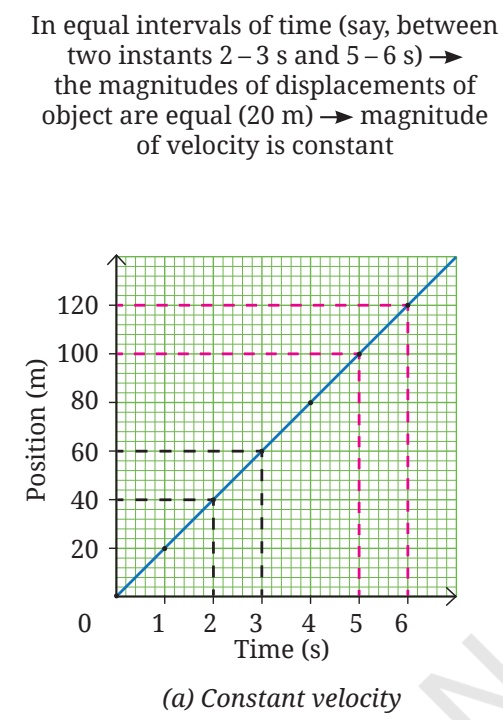 In equal intervals of time (say, between
two instants 2 – 3 s and 5 – 6 s) →
the magnitudes of displacements of
object are equal (20 m) → magnitude
of velocity is constant
120
100
80
60
40
20
0
Position (m)
1 2 3 4 5 6
Time (s)
(a) Constant velocity
N